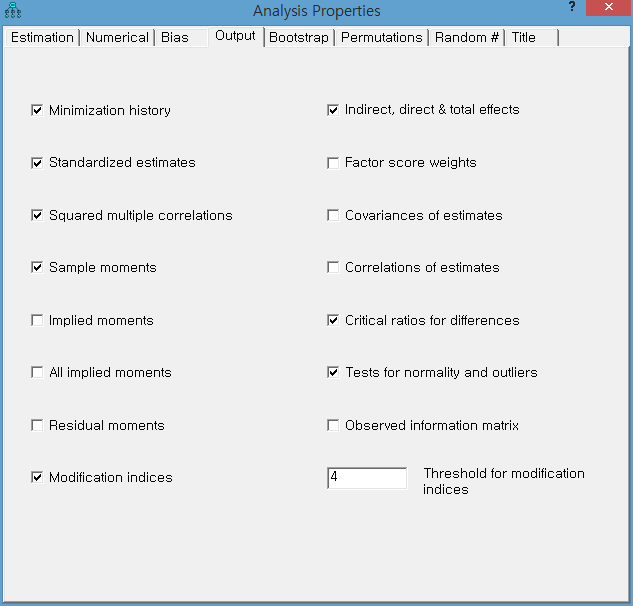 Analysis Properties
?
Estimation Numerical Bias Output Bootstrap Permutations Random # Title
Minimization history
Indirect, direct & total effects
Standardized estimates
Factor score weights
Squared multiple correlations
Covariances of estimates
Sample moments
Correlations of estimates
Implied moments
Critical ratios for differences
All implied moments
Tests for normality and outliers
Residual moments
Observed information matrix
Modification indices
4
Threshold for modification
indices